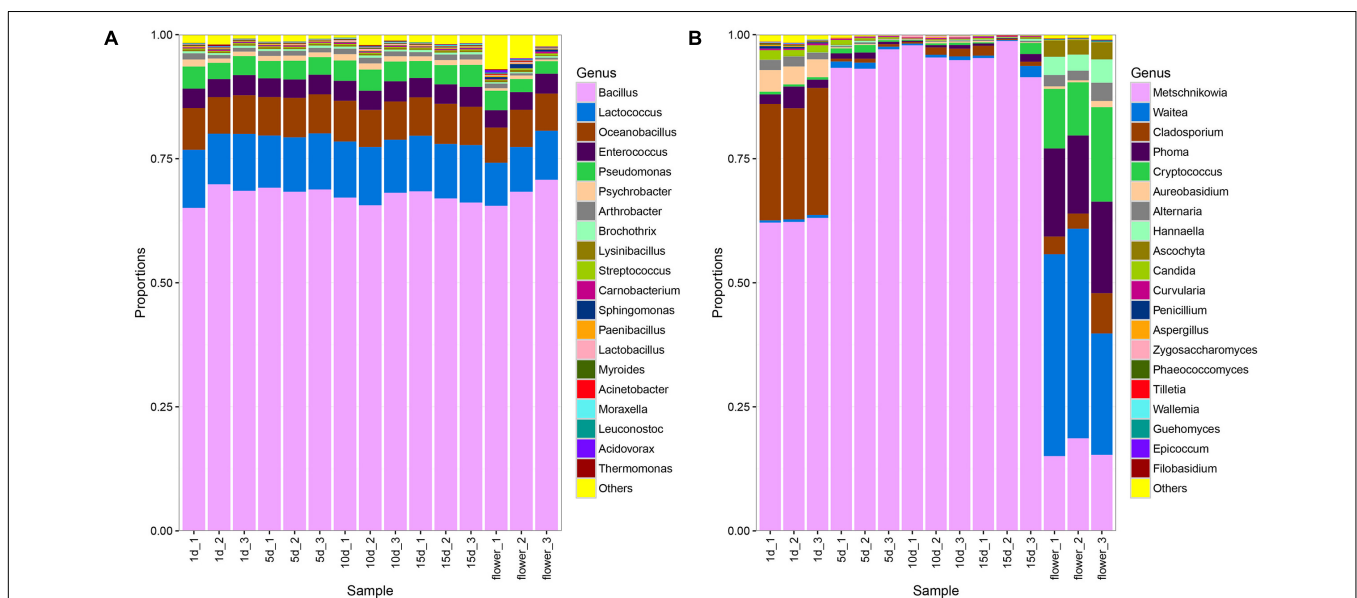 A
1.00
0.75
0.50
0.25
0.00
Proportions
1d_1
1d_2
1d_3
5d_1
5d_2
5d_3
10d_1
10d_2
10d_3
15d_1
15d_2
15d_3
flower_1
flower_2
flower_3
Sample
Genus
Bacillus
Lactococcus
Oceanobacillus
Enterococcus
Pseudomonas
Psychrobacter
Arthrobacter
Brochothrix
Lysinibacillus
Streptococcus
Carnobacterium
Sphingomonas
Paenibacillus
Lactobacillus
Myroides
Acinetobacter
Moraxella
Leuconostoc
Acidovorax
Thermomonas
Others
B
1.00
0.75
0.50
0.25
0.00
Proportions
1d_1
1d_2
1d_3
5d_1
5d_2
5d_3
10d_1
10d_2
10d_3
15d_1
15d_2
15d_3
flower_1
flower_2
flower_3
Sample
Genus
Metschnikowia
Waitea
Cladosporium
Phoma
Cryptococcus
Aureobasidium
Alternaria
Hannaella
Ascochyta
Candida
Curvularia
Penicillium
Aspergillus
Zygosaccharomyces
Phaeococcomyces
Tilletia
Wallemia
Guehomyces
Epicoccum
Filobasidium
Others